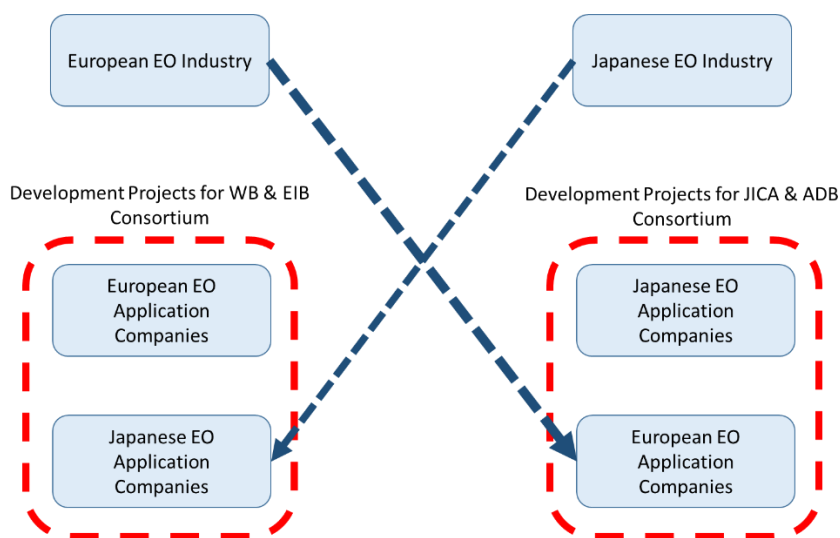 European EO Industry
Japanese EO Industry
Development Projects for WB & EIB
Consortium
Development Projects for JICA & ADB
Consortium
European EO
Application
Companies
Japanese EO
Application
Companies
Japanese EO
Application
Companies
European EO
Application
Companies